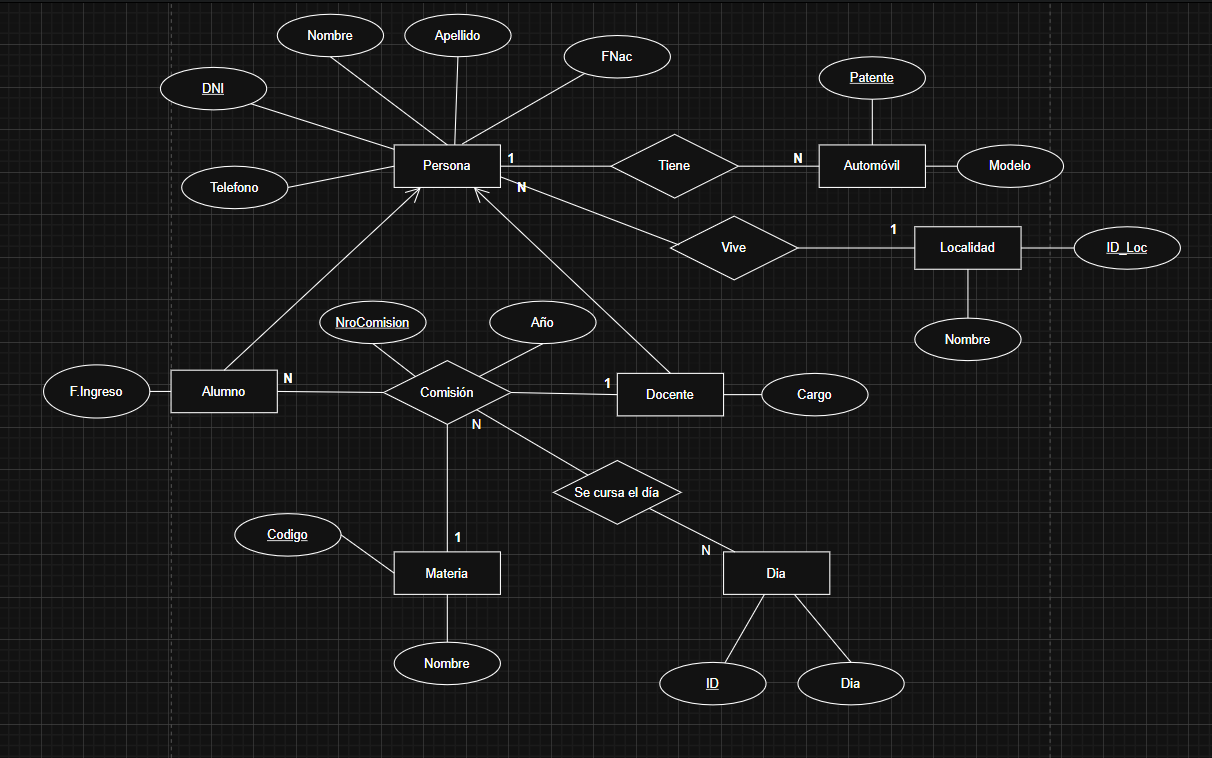 Nombre
Apellido
FNac
DNI
Patente
Persona
1
Tiene
N
Automóvil
Modelo
Telefono
N
Vive
1
Localidad
ID_Loc
NroComision
Año
Nombre
F.Ingreso
Alumno
N
Comisión
1
Docente
Cargo
N
Se cursa el día
Codigo
1
N
Materia
Dia
Nombre
ID
Dia